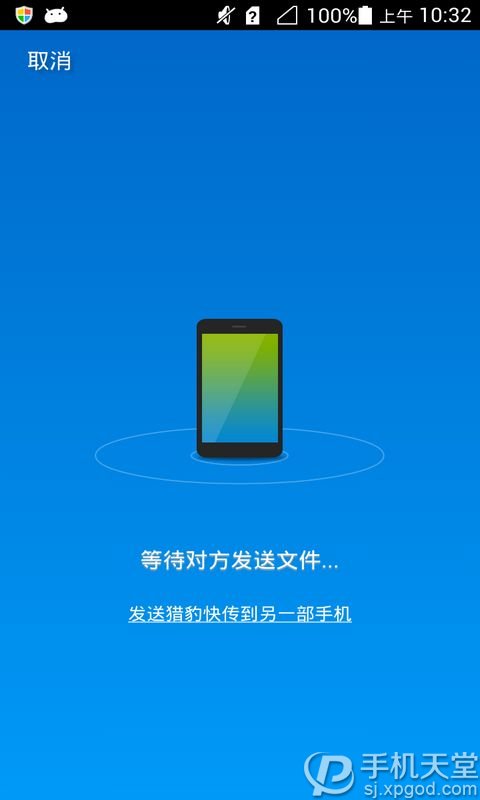 100% 上午 10:32
取消
等待对方发送文件...
发送猎豹快传到另一部手机
手机天堂
sj.xpgod.com